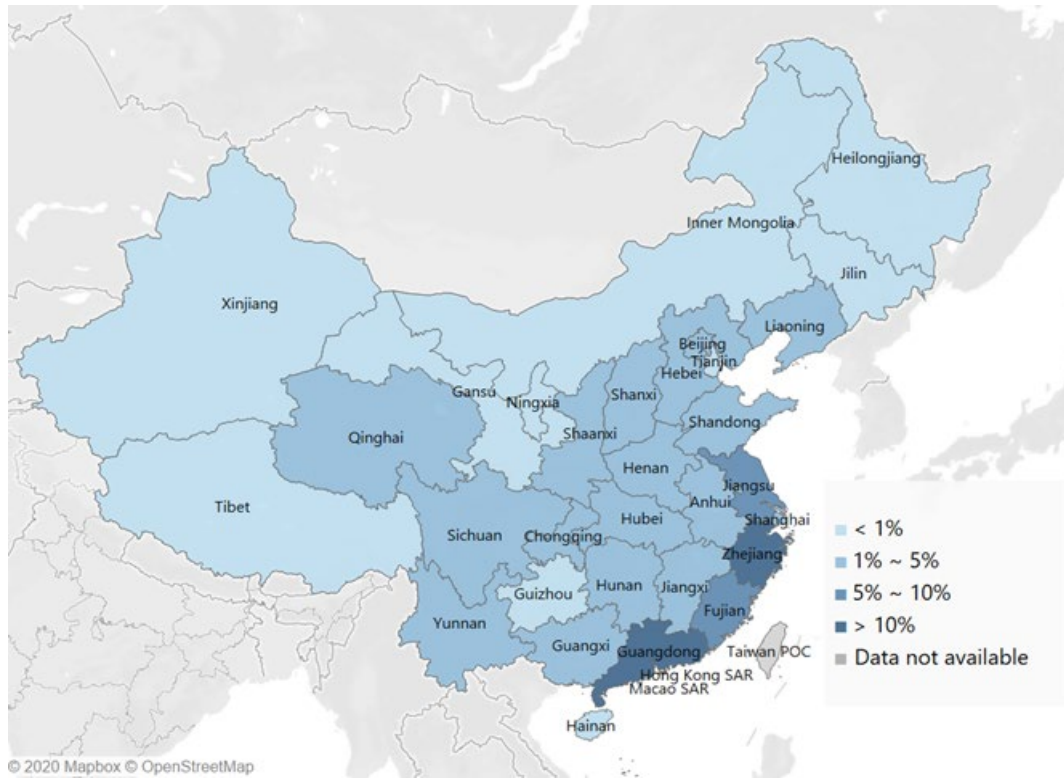 Heilongjiang
Inner Mongolia
Jilin
Xinjiang
Liaoning
Beijing
Tianjin
Hebei
Gansu
Ningxia
Shanxi
Shandong
Qinghai
Shaanxi
Henan
Jiangsu
Tibet
Anhui
Shanghai
Hubei
Sichuan
Chongqing
Zhejiang
Hunan
Jiangxi
Guizhou
Fujian
Yunnan
Guangxi
Guangdong
Taiwan POC
Hong Kong SAR
Macao SAR
Hainan
< 1%
1% ~ 5%
5% ~ 10%
> 10%
Data not available
© 2020 Mapbox © OpenStreetMap